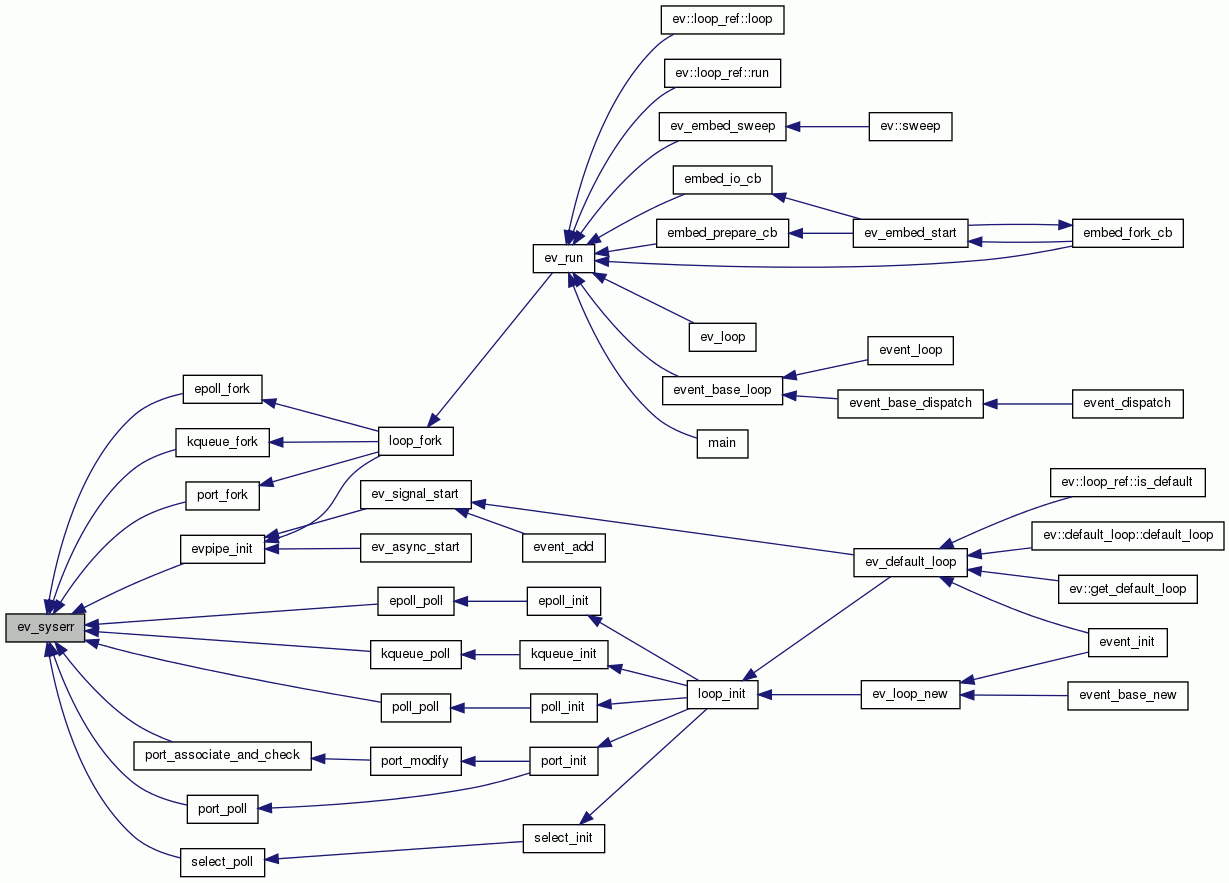 ev::loop_ref::loop
ev::loop_ref::run
ev_embed_sweep
ev::sweep
embed_io_cb
embed_prepare_cb
ev_embed_start
embed_fork_cb
ev_run
ev_loop
event_loop
event_base_loop
event_base_dispatch
event_dispatch
main
epoll_fork
kqueue_fork
loop_fork
port_fork
ev_signal_start
ev::loop_ref::is_default
evpipe_init
ev_async_start
event_add
ev::default_loop::default_loop
ev_default_loop
ev::get_default_loop
epoll_poll
epoll_init
ev_syserr
event_init
kqueue_poll
kqueue_init
loop_init
ev_loop_new
event_base_new
poll_poll
poll_init
port_associate_and_check
port_modify
port_init
port_poll
select_init
select_poll